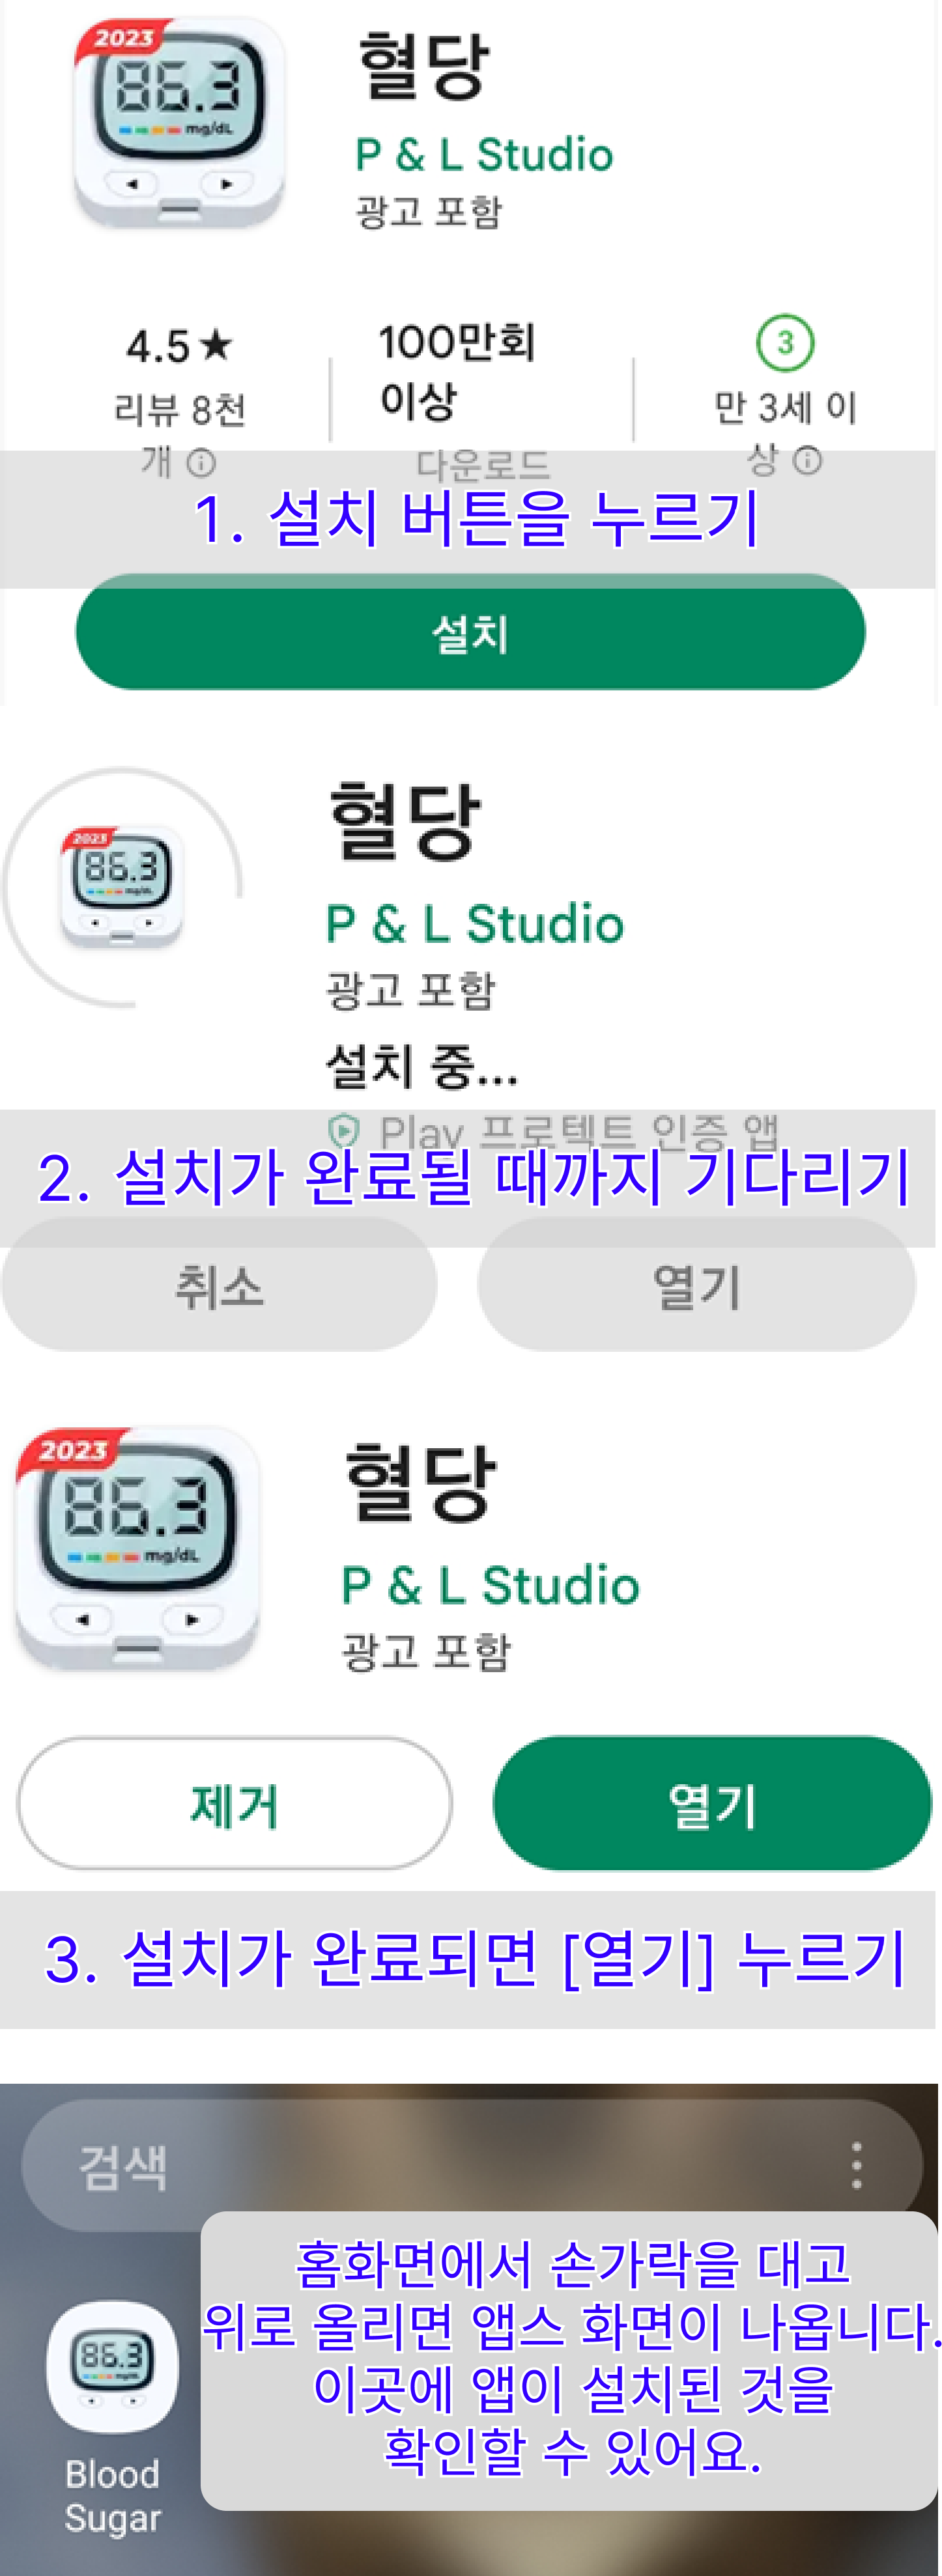 2023
86.3
mg/dL
혈당
P & L Studio
광고 포함
4.5★
리뷰 8천
개
100만회
이상
다운로드
3
만 3세 이
상
1. 설치 버튼을 누르기
설치
2023
86.3
mg/dL
혈당
P & L Studio
광고 포함
설치 중...
Play 프로텍트 인증 앱
2. 설치가 완료될 때까지 기다리기
취소
열기
2023
86.3
mg/dL
혈당
P & L Studio
광고 포함
제거
열기
3. 설치가 완료되면 [열기] 누르기
검색
홈화면에서 손가락을 대고
위로 올리면 앱스 화면이 나옵니다.
이곳에 앱이 설치된 것을
확인할 수 있어요.
86.3
Blood
Sugar